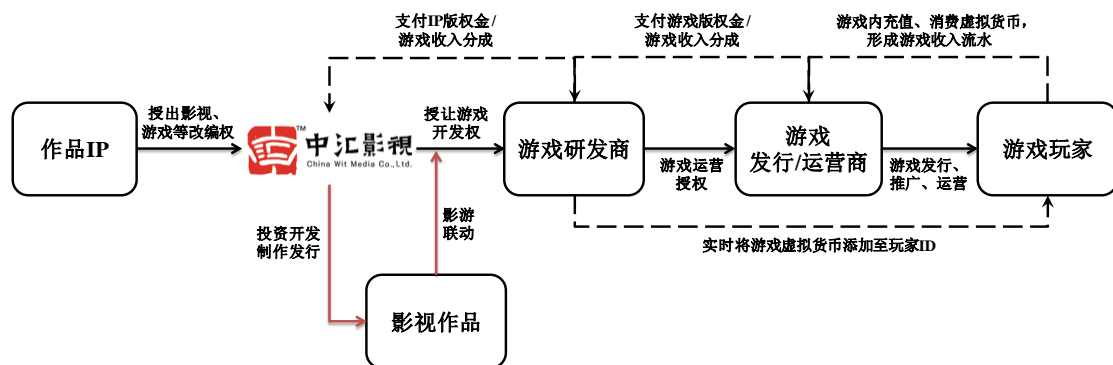 支付IP版权金/
游戏收入分成
支付游戏版权金/
游戏收入分成
游戏内充值、消费虚拟货币，
形成游戏收入流水
作品IP
授出影视、
游戏等改编权
TM
中汇影視
China Wit Media Co.,Ltd.
授让游戏
开发权
游戏研发商
游戏运营
授权
游戏
发行/运营商
游戏发行、
推广、运营
游戏玩家
投资开发
制作发行
影游
联动
实时将游戏虚拟货币添加至玩家ID
影视作品